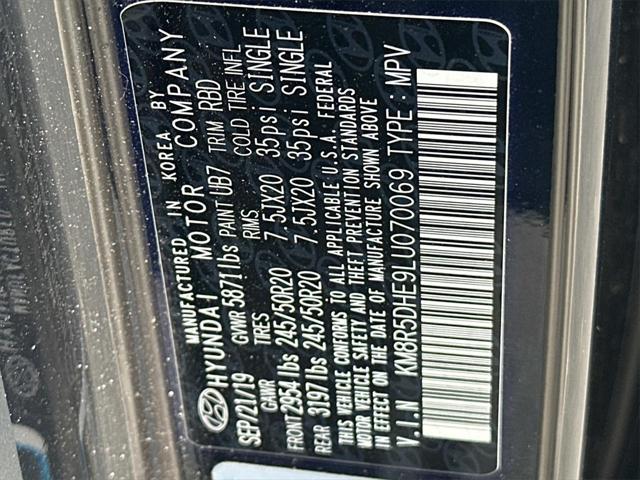 MANUFACTURED IN KOREA BY
HYUNDAI MOTOR COMPANY
SEP/21/19 GVWR 5871 lbs PAINT UB7 TRIM RBD
GAWR TIRES RIMS COLD TIRE INFL
FRONT 2954 lbs 245/50R20 7.5JX20 35psi SINGLE
REAR 3197 lbs 245/50R20 7.5JX20 35psi SINGLE
THIS VEHICLE CONFORMS TO ALL APPLICABLE U.S.A. FEDERAL
MOTOR VEHICLE SAFETY AND THEFT PREVENTION STANDARDS
IN EFFECT ON THE DATE OF MANUFACTURE SHOWN ABOVE
V.I.N KM8R5DHE9LU070069 TYPE : MPV